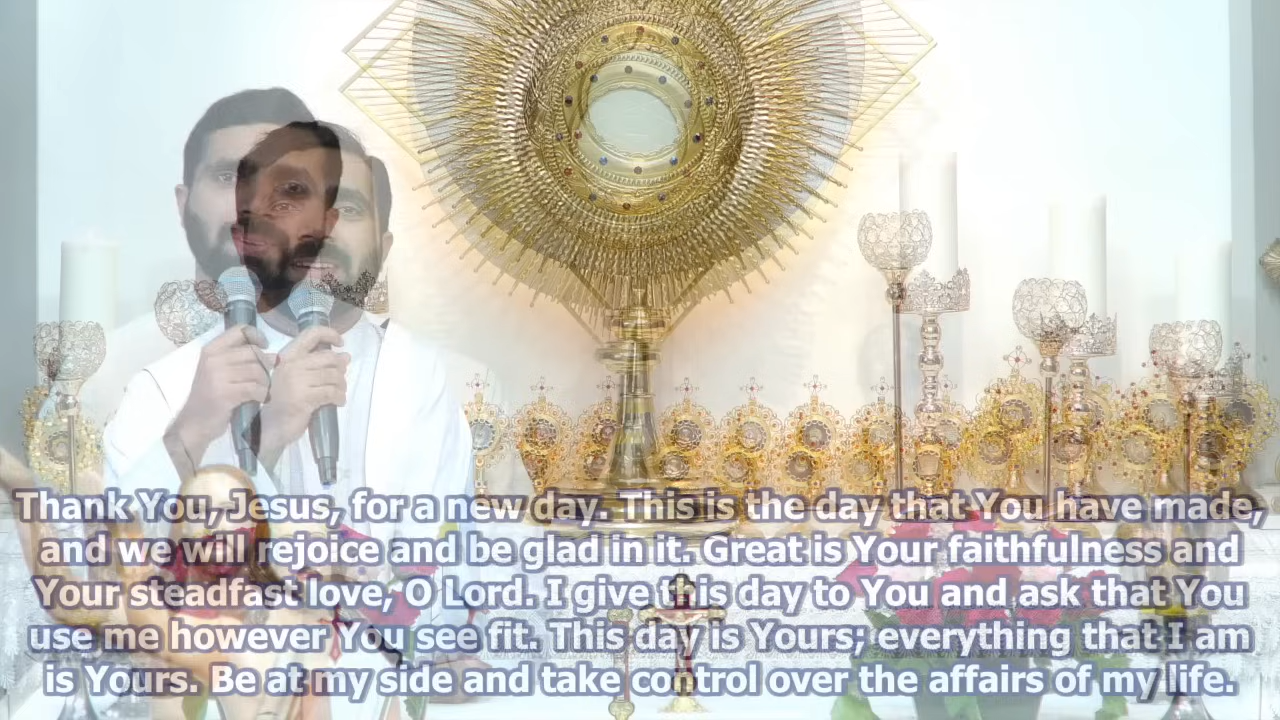 Thank You, Jesus, for a new day. This is the day that You have made,
and we will rejoice and be glad in it. Great is Your faithfulness and
Your steadfast love, O Lord. I give this day to You and ask that You
use me however You see fit. This day is Yours; everything that I am
is Yours. Be at my side and take control over the affairs of my life.